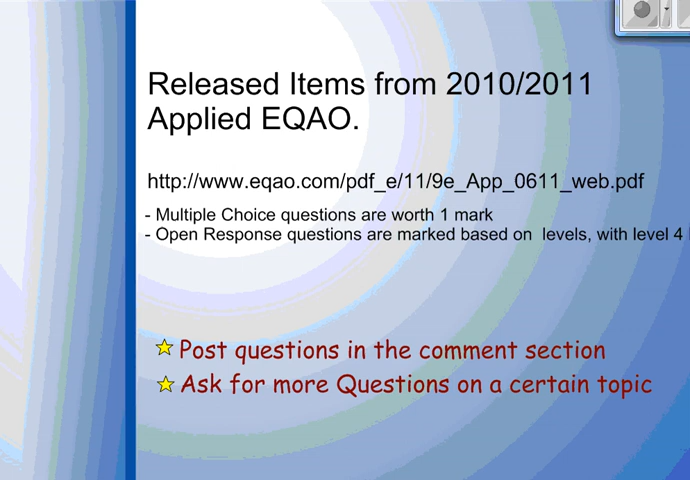 Released Items from 2010/2011
Applied EQAO.
http://www.eqao.com/pdf_e/11/9e_App_0611_web.pdf
- Multiple Choice questions are worth 1 mark
- Open Response questions are marked based on levels, with level 4
Post questions in the comment section
Ask for more Questions on a certain topic